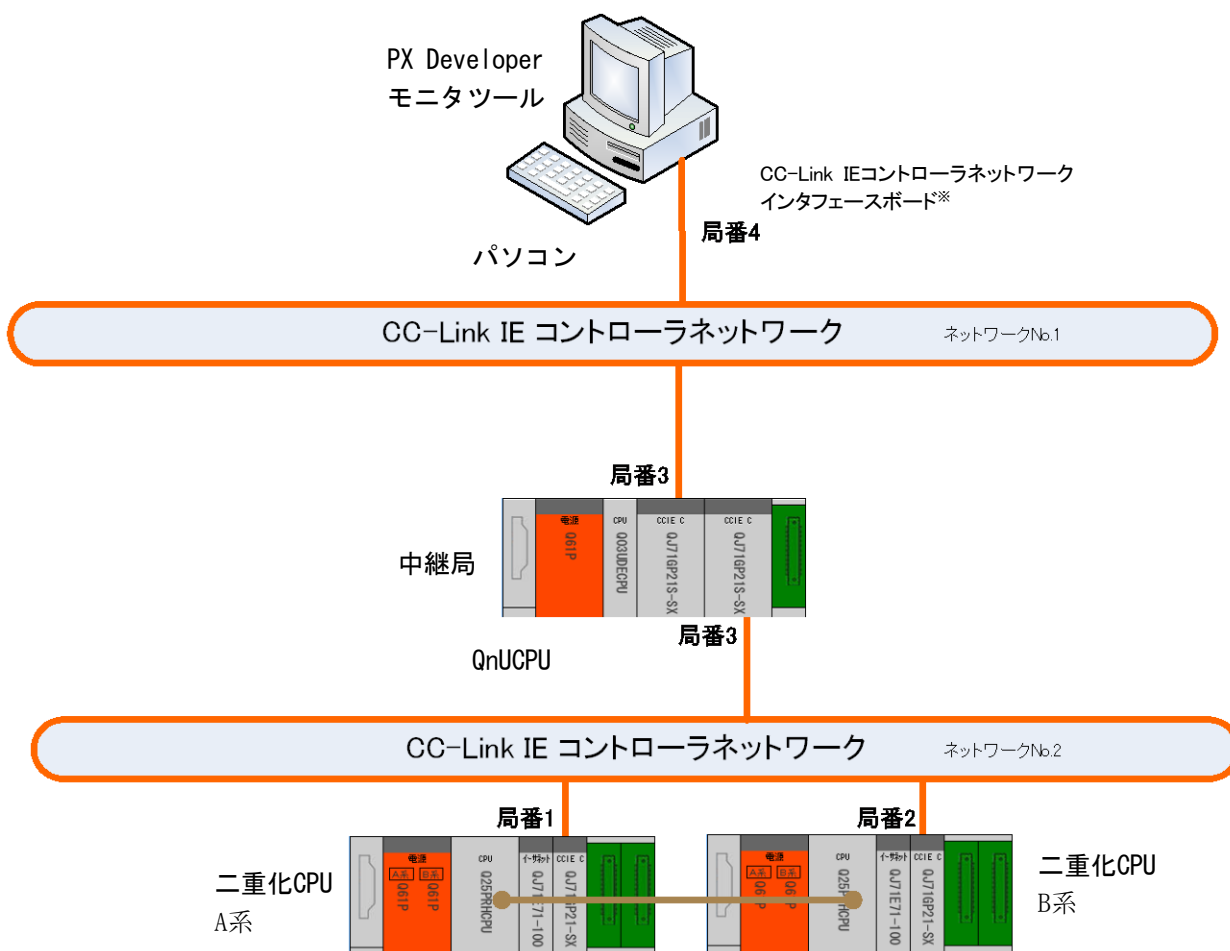 PX Developer
モニタツール
CC-Link IEコントローラネットワーク
インタフェースボード※
局番4
パソコン
CC-Link IE コントローラネットワーク ネットワークNo.1
局番3
電源 CPU CCIE C CCIE C
Q61P Q03UDECPU QJ71GP21S-SX QJ71GP21S-SX
中継局
局番3
QnUCPU
CC-Link IE コントローラネットワーク ネットワークNo.2
局番1
局番2
二重化CPU
A系
電源 CPU イーサネット CCIE C
A系 B系
Q61P Q61P Q25PRHCPU QJ71E71-100 QJ71GP21-SX
電源 CPU イーサネット CCIE C
A系 B系
QJ71E71-100 QJ71GP21-SX
二重化CPU
B系